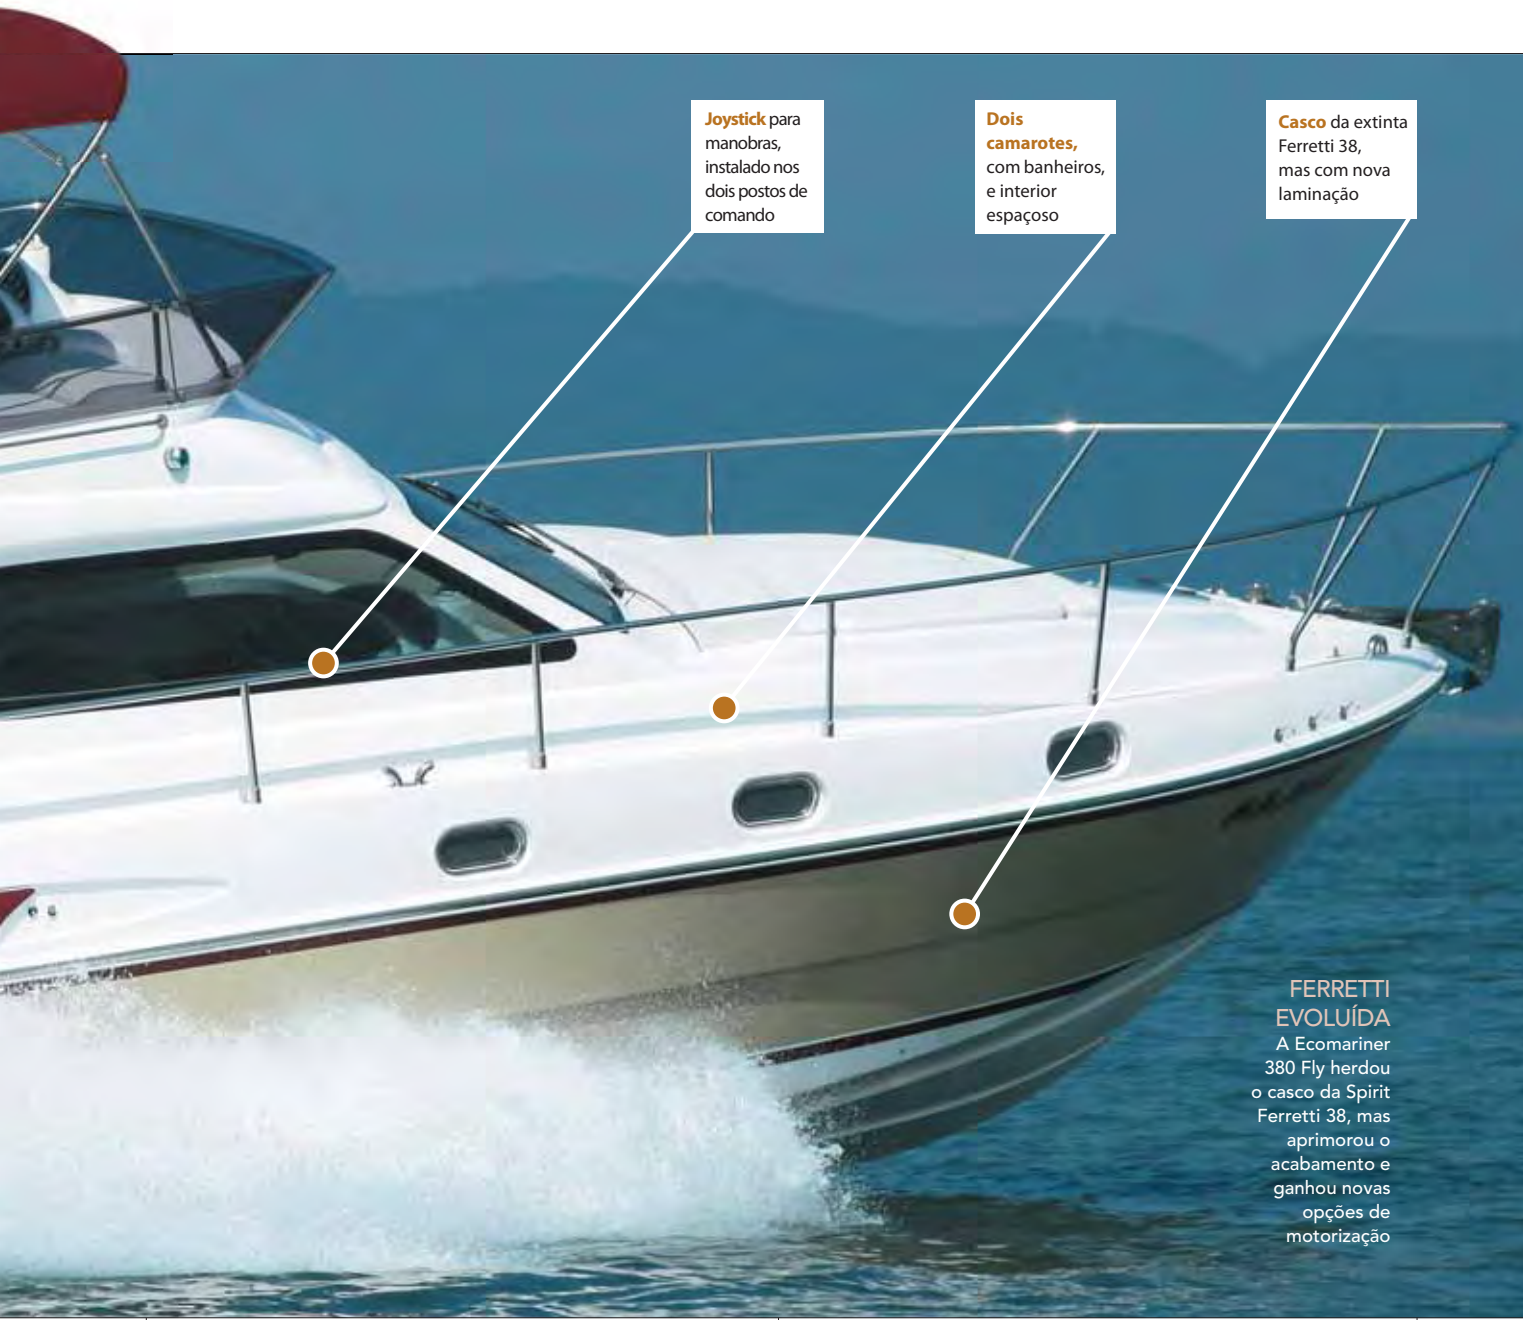 Joystick para
manobras,
instalado nos
dois postos de
comando
Dois
camarotes,
com banheiros,
e interior
espaçoso
Casco da extinta
Ferretti 38,
mas com nova
laminação
FERRETTI
EVOLUÍDA
A Ecomariner
380 Fly herdou
o casco da Spirit
Ferretti 38, mas
aprimorou o
acabamento e
ganhou novas
opções de
motorização